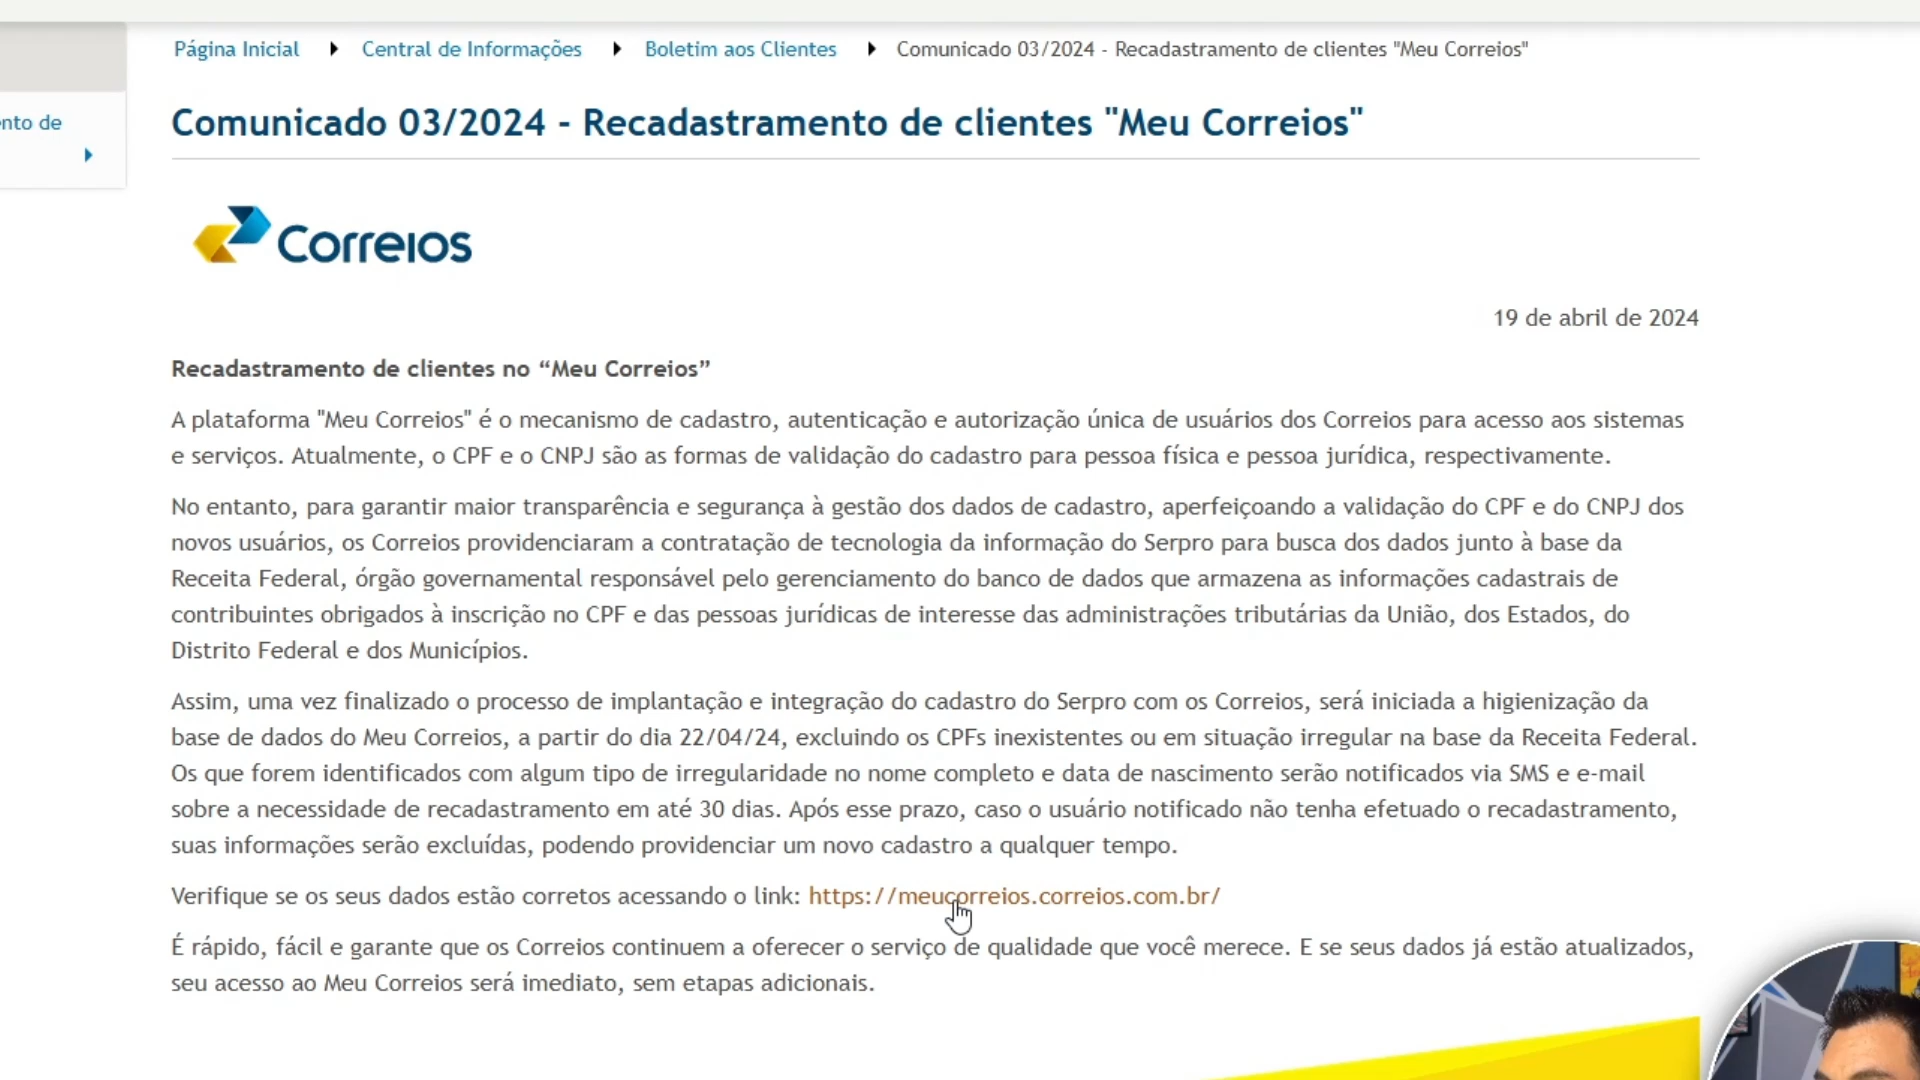 Página Inicial
Central de Informações
Boletim aos Clientes
Comunicado 03/2024 - Recadastramento de clientes "Meu Correios"
nto de
Comunicado 03/2024 - Recadastramento de clientes "Meu Correios"
Correios
19 de abril de 2024
Recadastramento de clientes no “Meu Correios”
A plataforma "Meu Correios" é o mecanismo de cadastro, autenticação e autorização única de usuários dos Correios para acesso aos sistemas
e serviços. Atualmente, o CPF e o CNPJ são as formas de validação do cadastro para pessoa física e pessoa jurídica, respectivamente.
No entanto, para garantir maior transparência e segurança à gestão dos dados de cadastro, aperfeiçoando a validação do CPF e do CNPJ dos
novos usuários, os Correios providenciaram a contratação de tecnologia da informação do Serpro para busca dos dados junto à base da
Receita Federal, órgão governamental responsável pelo gerenciamento do banco de dados que armazena as informações cadastrais de
contribuintes obrigados à inscrição no CPF e das pessoas jurídicas de interesse das administrações tributárias da União, dos Estados, do
Distrito Federal e dos Municípios.
Assim, uma vez finalizado o processo de implantação e integração do cadastro do Serpro com os Correios, será iniciada a higienização da
base de dados do Meu Correios, a partir do dia 22/04/24, excluindo os CPFs inexistentes ou em situação irregular na base da Receita Federal.
Os que forem identificados com algum tipo de irregularidade no nome completo e data de nascimento serão notificados via SMS e e-mail
sobre a necessidade de recadastramento em até 30 dias. Após esse prazo, caso o usuário notificado não tenha efetuado o recadastramento,
suas informações serão excluídas, podendo providenciar um novo cadastro a qualquer tempo.
Verifique se os seus dados estão corretos acessando o link: https://meucorreios.correios.com.br/
É rápido, fácil e garante que os Correios continuem a oferecer o serviço de qualidade que você merece. E se seus dados já estão atualizados,
seu acesso ao Meu Correios será imediato, sem etapas adicionais.